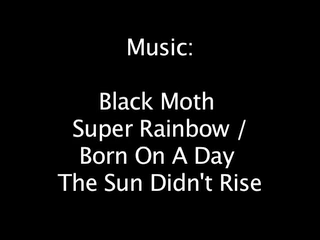 Music:
Black Moth
Super Rainbow /
Born On A Day
The Sun Didn't Rise